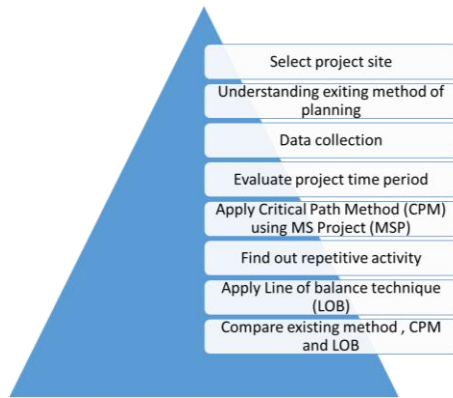 Select project site
Understanding exiting method of
planning
Data collection
Evaluate project time period
Apply Critical Path Method (CPM)
using MS Project (MSP)
Find out repetitive activity
Apply Line of balance technique
(LOB)
Compare existing method , CPM
and LOB